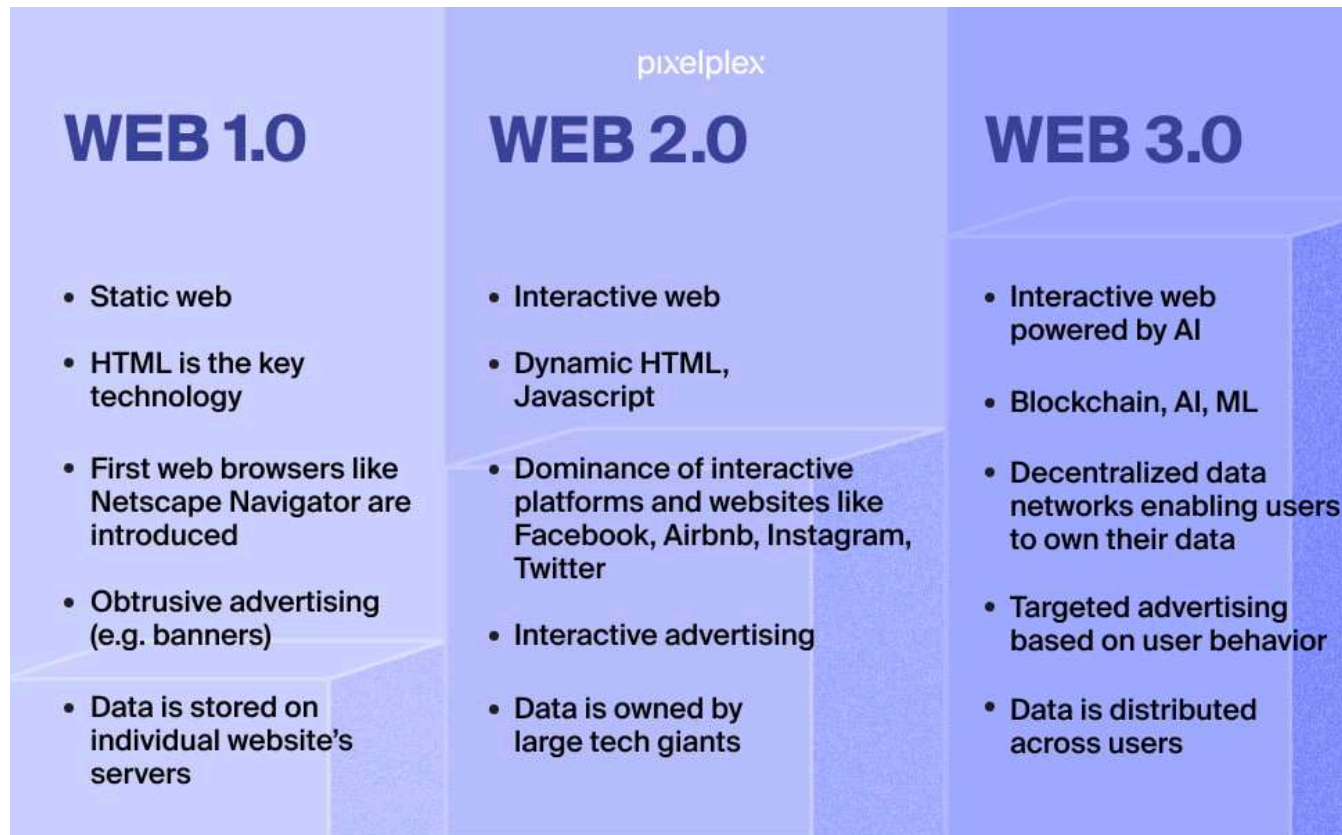 pixelplex
WEB 1.0
• Static web
• HTML is the key
technology
• First web browsers like
Netscape Navigator are
introduced
• Obtrusive advertising
(e.g. banners)
• Data is stored on
individual website's
servers
WEB 2.0
• Interactive web
• Dynamic HTML,
Javascript
• Dominance of interactive
platforms and websites like
Facebook, Airbnb, Instagram,
Twitter
• Interactive advertising
• Data is owned by
large tech giants
WEB 3.0
• Interactive web
powered by AI
• Blockchain, AI, ML
• Decentralized data
networks enabling users
to own their data
• Targeted advertising
based on user behavior
• Data is distributed
across users